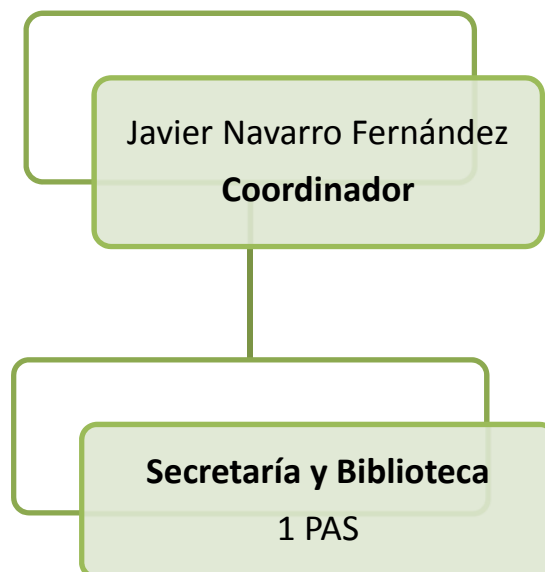 Javier Navarro Fernández
Coordinador
Secretaría y Biblioteca
1 PAS